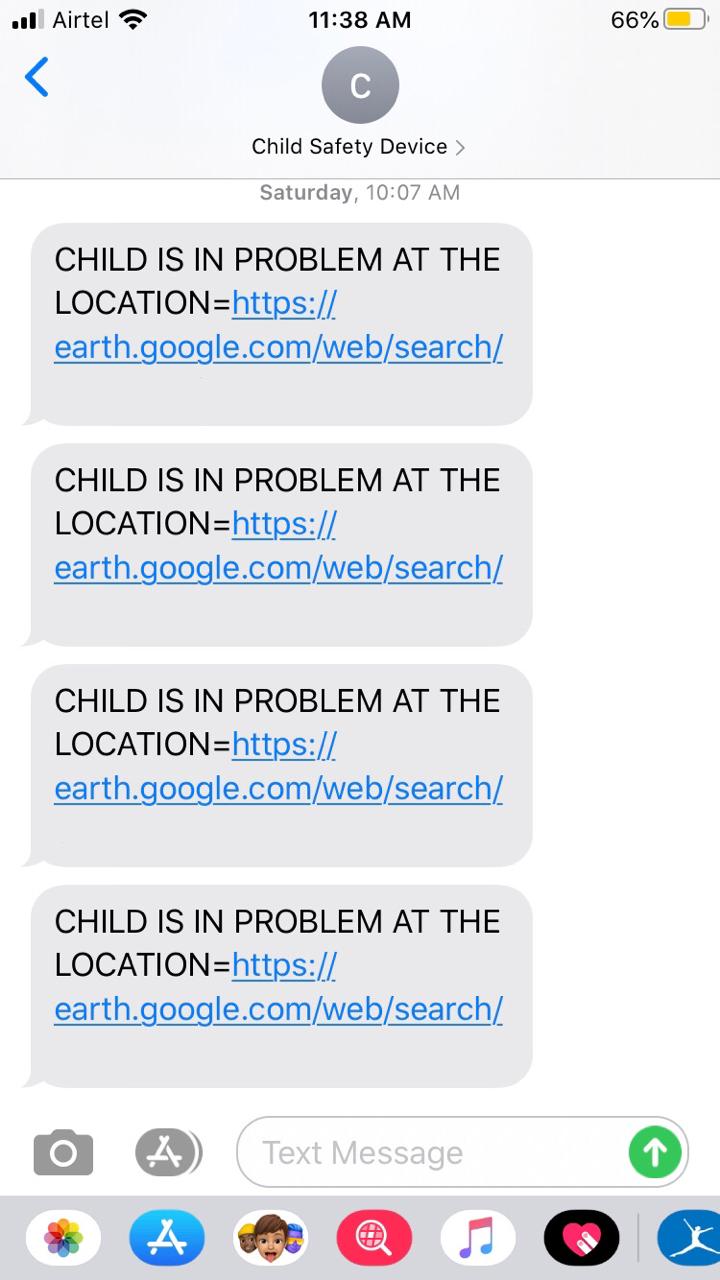 Airtel 11:38 AM 66%
C
Child Safety Device
Saturday, 10:07 AM
CHILD IS IN PROBLEM AT THE
LOCATION=https://
earth.google.com/web/search/
CHILD IS IN PROBLEM AT THE
LOCATION=https://
earth.google.com/web/search/
CHILD IS IN PROBLEM AT THE
LOCATION=https://
earth.google.com/web/search/
CHILD IS IN PROBLEM AT THE
LOCATION=https://
earth.google.com/web/search/
Text Message